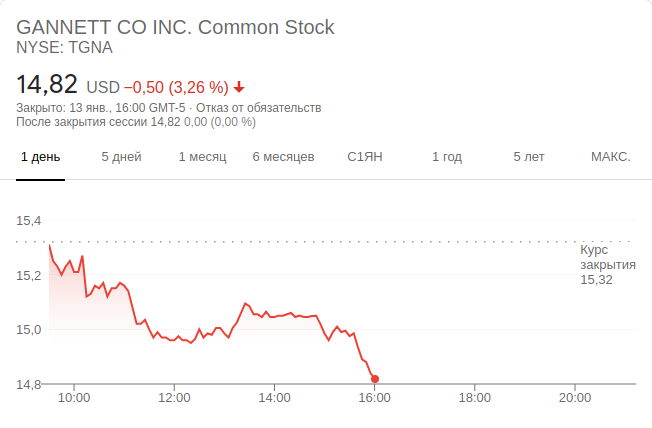 GANNETT CO INC. Common Stock
NYSE: TGNA
14,82 USD −0,50 (3,26 %)
Закрыто: 13 янв., 16:00 GMT-5 · Отказ от обязательств
После закрытия сессии 14,82 0,00 (0,00 %)
1 день 5 дней 1 месяц 6 месяцев С1ЯН 1 год 5 лет МАКС.
15,4
Курс
закрытия
15,32
15,2
15,0
14,8
10:00 12:00 14:00 16:00 18:00 20:00